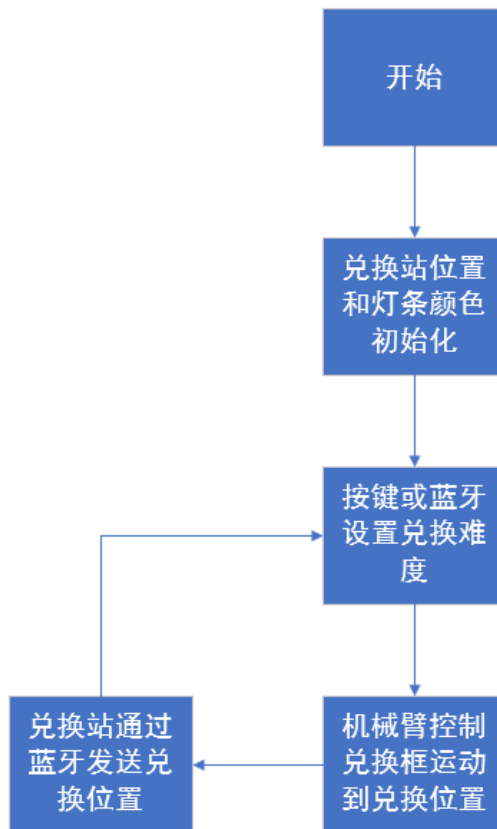 开始
兑换站位置
和灯条颜色
初始化
按键或蓝牙
设置兑换难
度
机械臂控制
兑换框运动
到兑换位置
兑换站通过
蓝牙发送兑
换位置